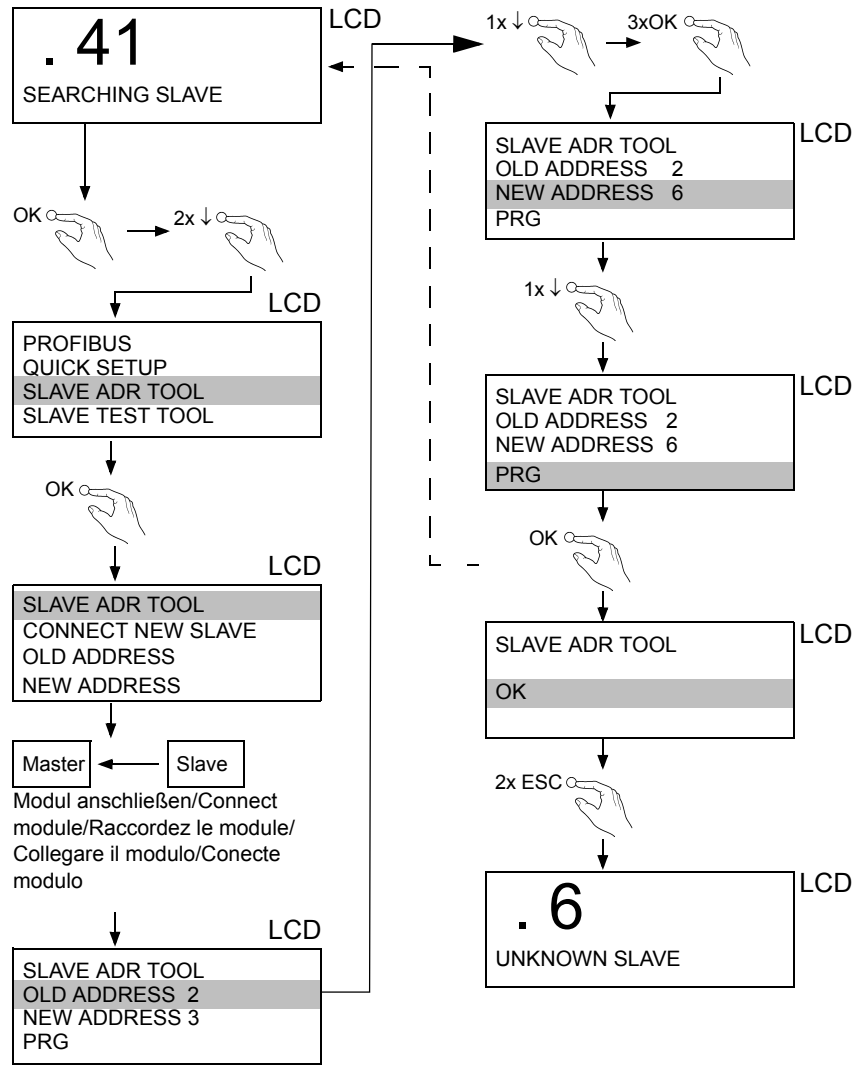 LCD
. 41
SEARCHING SLAVE
OK
2x ↓
LCD
PROFIBUS
QUICK SETUP
SLAVE ADR TOOL
SLAVE TEST TOOL
OK
LCD
SLAVE ADR TOOL
CONNECT NEW SLAVE
OLD ADDRESS
NEW ADDRESS
Master
Slave
Modul anschließen/Connect
module/Raccordez le module/
Collegare il modulo/Conecte
modulo
LCD
SLAVE ADR TOOL
OLD ADDRESS 2
NEW ADDRESS 3
PRG
1x ↓
3xOK
LCD
SLAVE ADR TOOL
OLD ADDRESS 2
NEW ADDRESS 6
PRG
1x ↓
LCD
SLAVE ADR TOOL
OLD ADDRESS 2
NEW ADDRESS 6
PRG
OK
LCD
SLAVE ADR TOOL
OK
2x ESC
LCD
. 6
UNKNOWN SLAVE